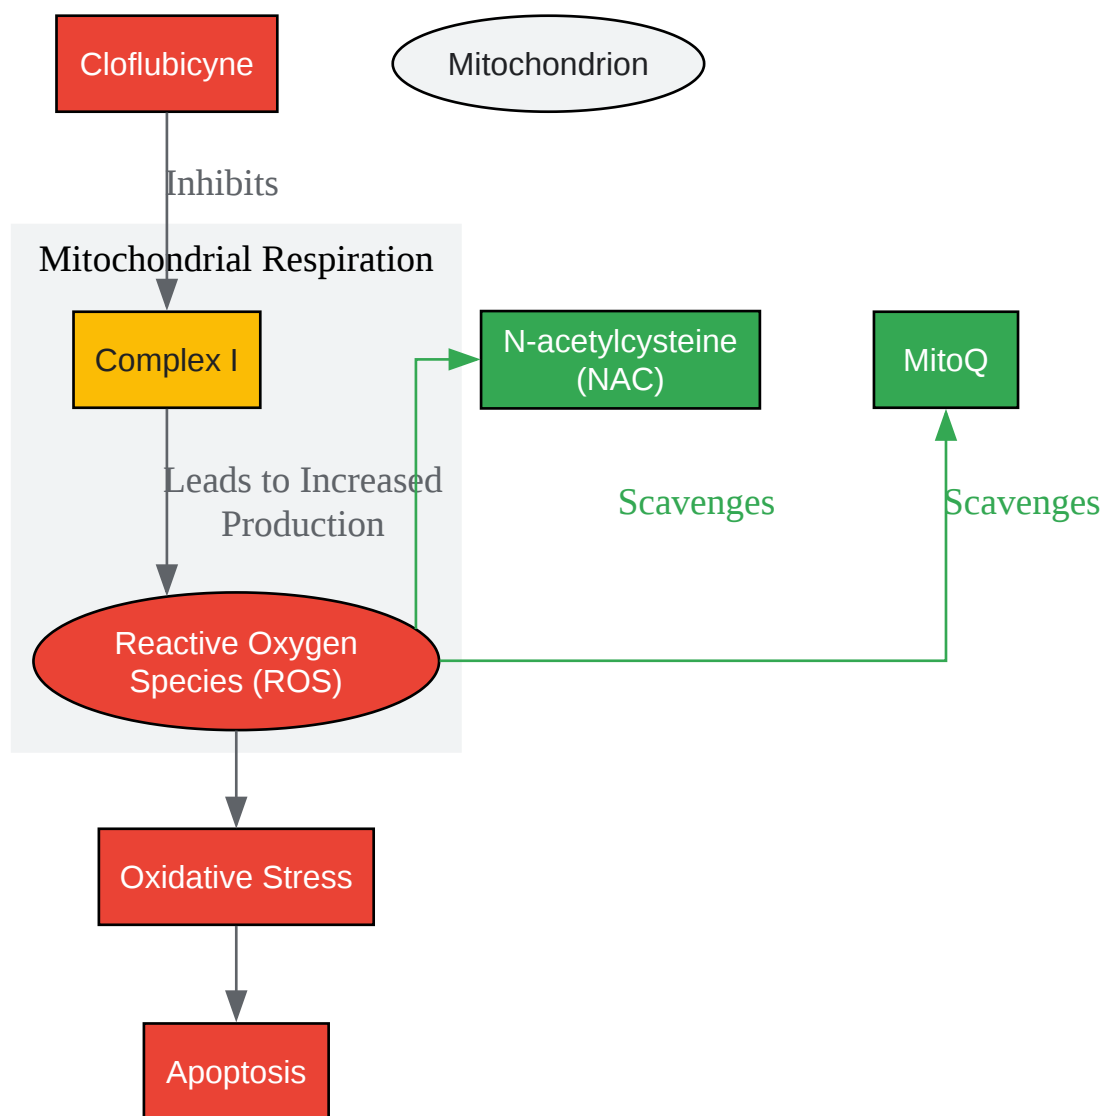 Cloflubicyne
Mitochondrion
Inhibits
Mitochondrial Respiration
Complex I
N-acetylcysteine
(NAC)
MitoQ
Leads to Increased
Production
Scavenges
Scavenges
Reactive Oxygen
Species (ROS)
Oxidative Stress
Apoptosis